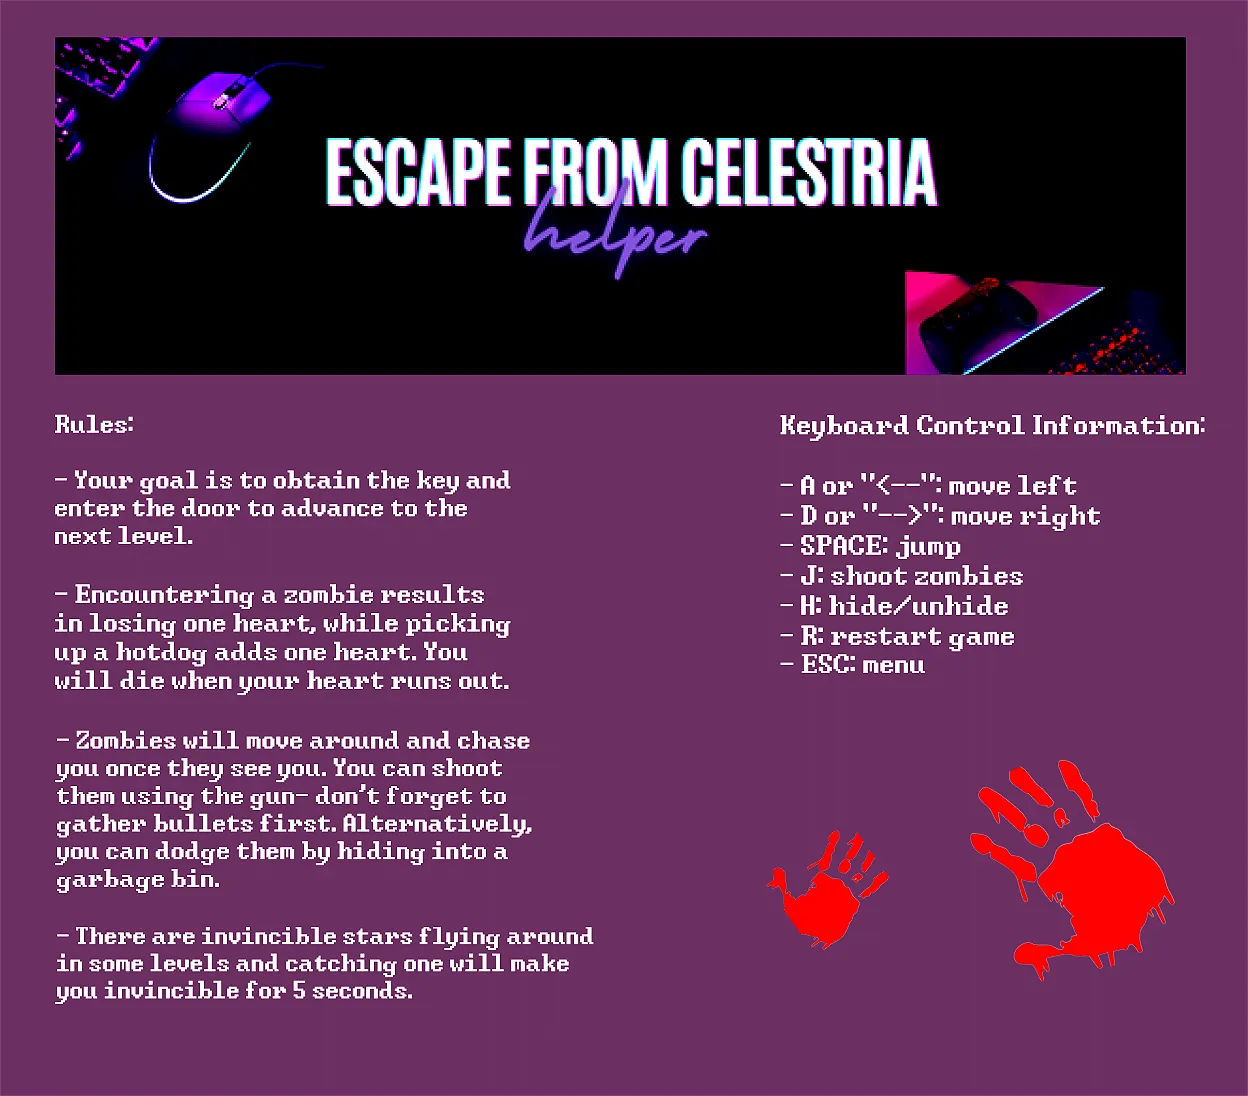 ESCAPE FROM CELESTRIA
helper
Rules:
- Your goal is to obtain the key and
enter the door to advance to the
next level.
- Encountering a zombie results
in losing one heart, while picking
up a hotdog adds one heart. You
will die when your heart runs out.
- Zombies will move around and chase
you once they see you. You can shoot
them using the gun- don't forget to
gather bullets first. Alternatively,
you can dodge them by hiding into a
garbage bin.
- There are invincible stars flying around
in some levels and catching one will make
you invincible for 5 seconds.
Keyboard Control Information:
- A or "<--": move left
- D or "-->": move right
- SPACE: jump
- J: shoot zombies
- H: hide/unhide
- R: restart game
- ESC: menu